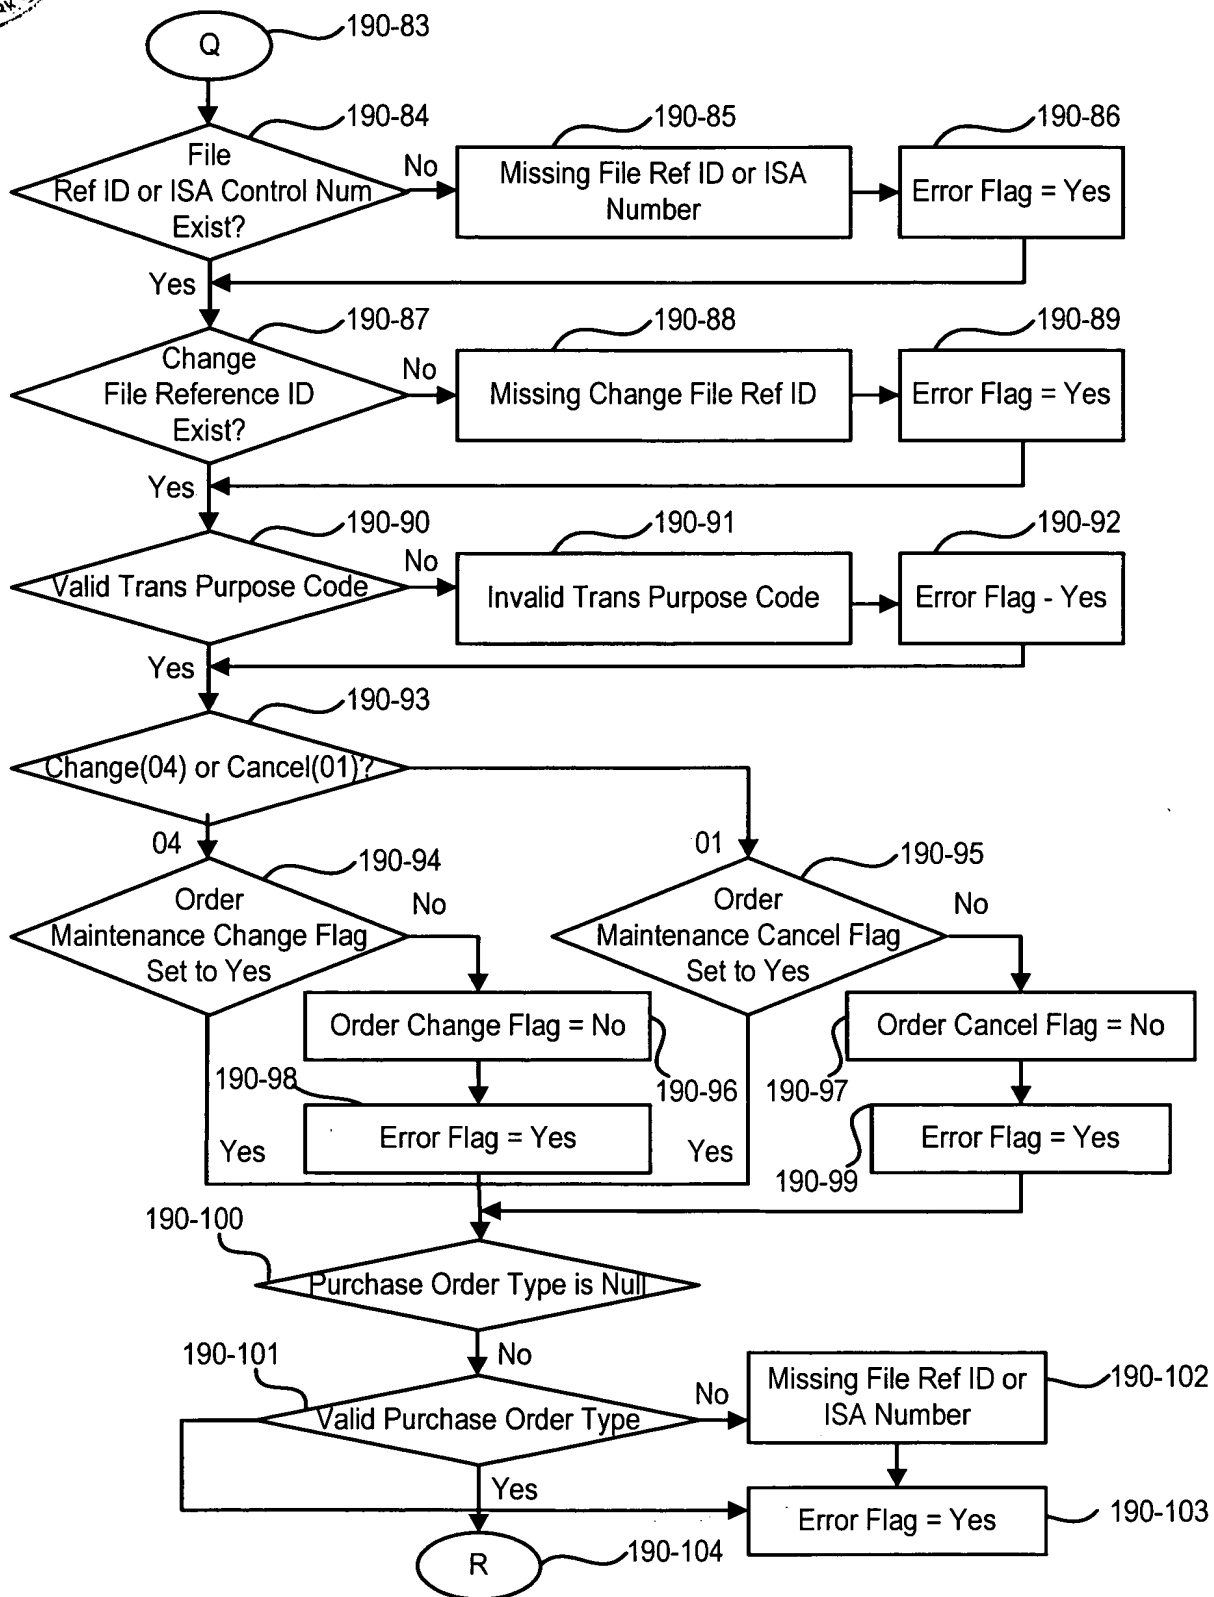 Q
190-83
190-84
File
Ref ID or ISA Control Num
Exist?
No
190-85
Missing File Ref ID or ISA
Number
190-86
Error Flag = Yes
Yes
190-87
Change
File Reference ID
Exist?
No
190-88
Missing Change File Ref ID
190-89
Error Flag = Yes
Yes
190-90
Valid Trans Purpose Code
No
190-91
Invalid Trans Purpose Code
190-92
Error Flag - Yes
Yes
190-93
Change(04) or Cancel(01)?
04
190-94
Order
Maintenance Change Flag
Set to Yes
No
01
190-95
Order
Maintenance Cancel Flag
Set to Yes
No
Order Change Flag = No
190-96
190-97
Order Cancel Flag = No
190-98
Error Flag = Yes
Yes
Yes
190-99
Error Flag = Yes
190-100
Purchase Order Type is Null
No
190-101
Valid Purchase Order Type
No
Missing File Ref ID or
ISA Number
190-102
Yes
Error Flag = Yes
190-103
R
190-104